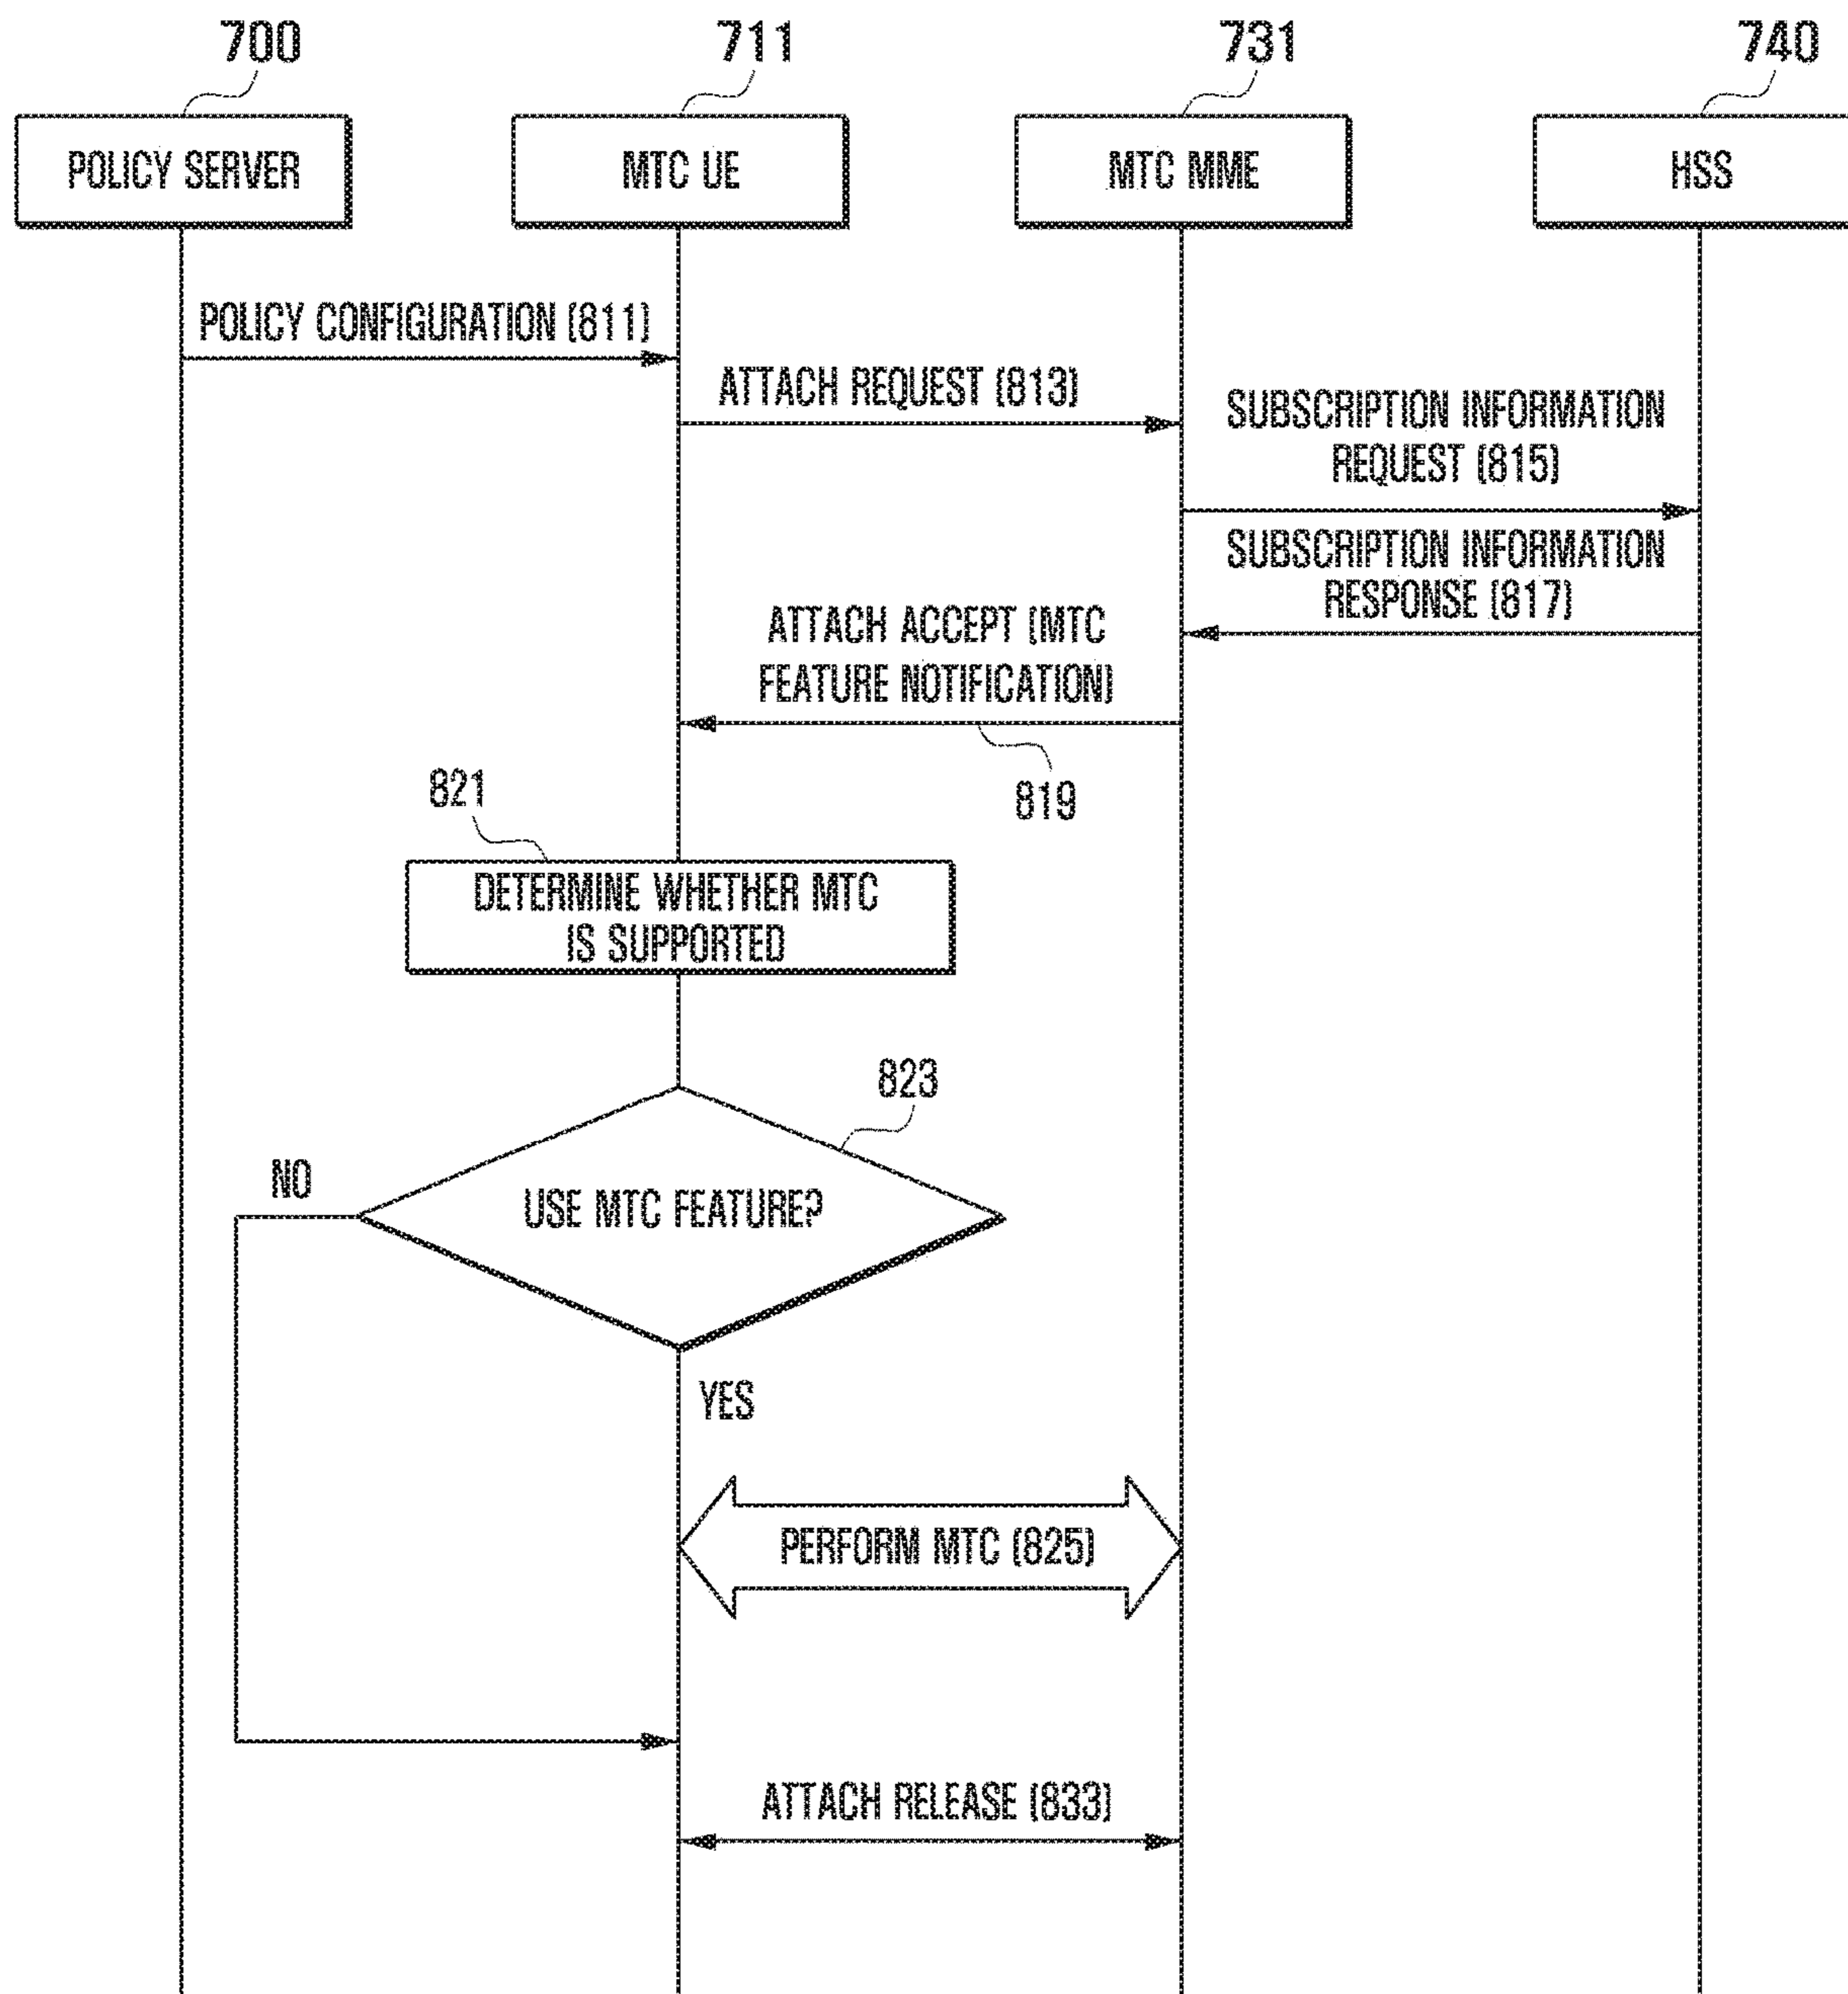 700
711
731
740
POLICY SERVER
MTC UE
MTC MME
HSS
POLICY CONFIGURATION (811)
ATTACH REQUEST (813)
SUBSCRIPTION INFORMATION
REQUEST (815)
SUBSCRIPTION INFORMATION
RESPONSE (817)
ATTACH ACCEPT (MTC
FEATURE NOTIFICATION)
819
821
DETERMINE WHETHER MTC
IS SUPPORTED
823
NO
USE MTC FEATURE?
YES
PERFORM MTC (825)
ATTACH RELEASE (833)